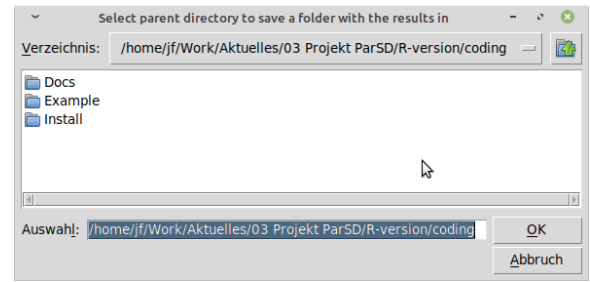 Select parent directory to save a folder with the results in
Verzeichnis: /home/jf/Work/Aktuelles/03 Projekt ParSD/R-version/coding
Docs
Example
Install
Auswahl: /home/jf/Work/Aktuelles/03 Projekt ParSD/R-version/coding OK
Abbruch